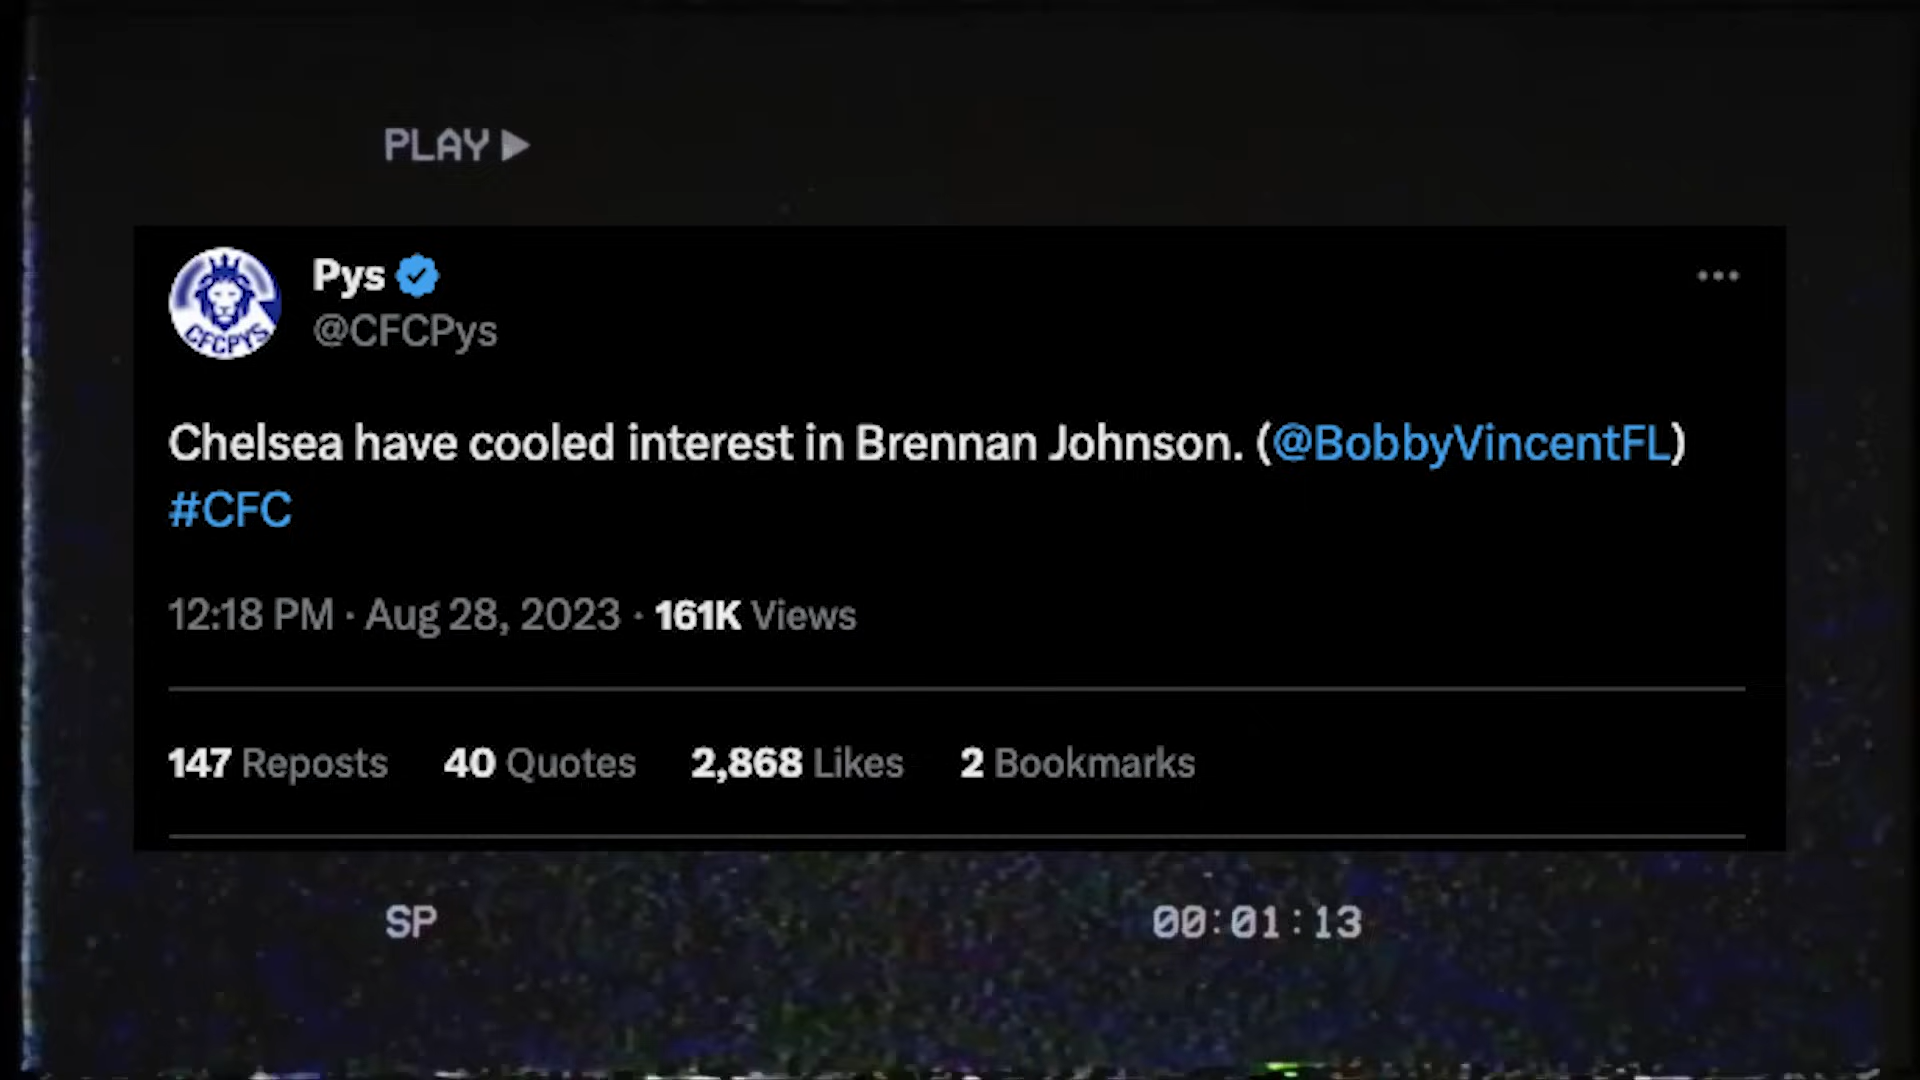 PLAY
CFCPYS
Pys
@CFCPys
Chelsea have cooled interest in Brennan Johnson. (@BobbyVincentFL)
#CFC
12:18 PM · Aug 28, 2023 · 161K Views
147 Reposts 40 Quotes 2,868 Likes 2 Bookmarks
SP 00:01:13